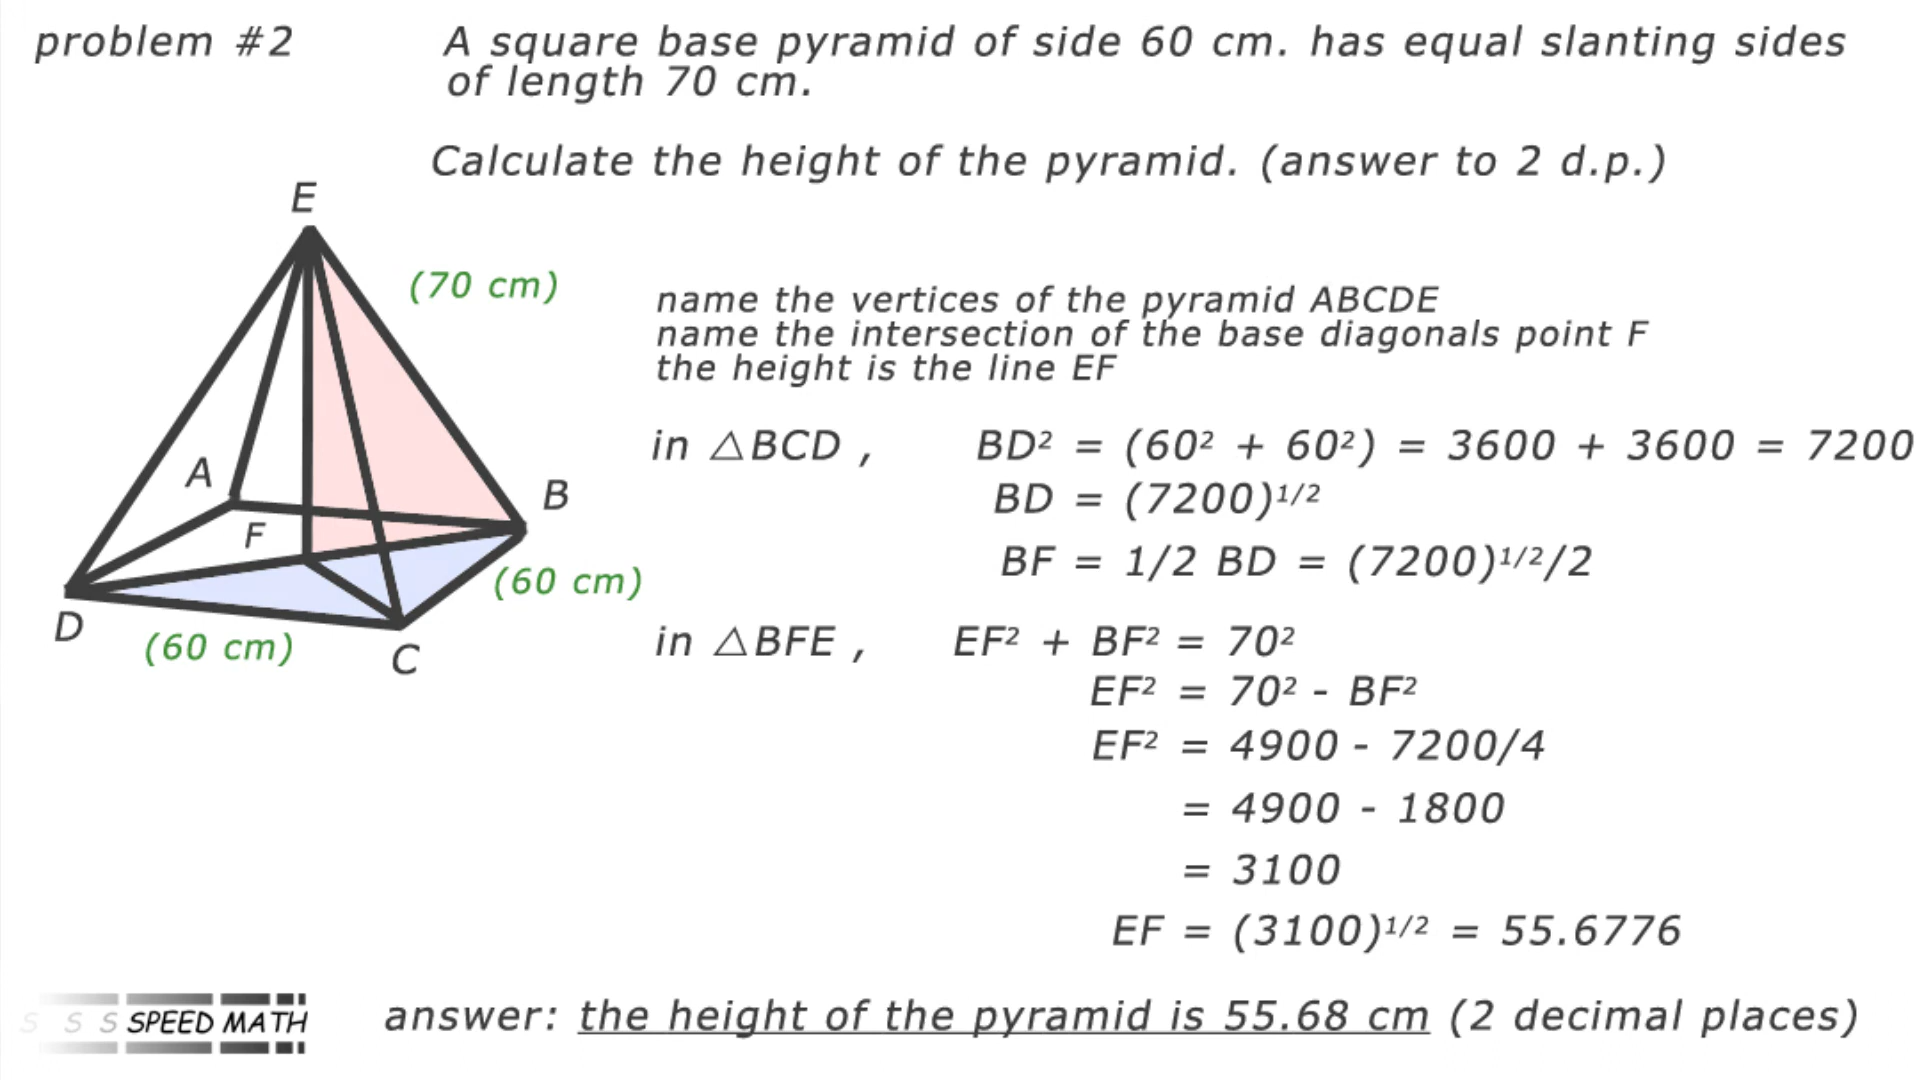 problem #2
A square base pyramid of side 60 cm. has equal slanting sides
of length 70 cm.
Calculate the height of the pyramid. (answer to 2 d.p.)
E
(70 cm)
A
B
F
(60 cm)
D
(60 cm)
C
name the vertices of the pyramid ABCDE
name the intersection of the base diagonals point F
the height is the line EF
in △BCD , BD² = (60² + 60²) = 3600 + 3600 = 7200
BD = (7200)¹/²
BF = 1/2 BD = (7200)¹/²/2
in △BFE , EF² + BF² = 70²
EF² = 70² - BF²
EF² = 4900 - 7200/4
= 4900 - 1800
= 3100
EF = (3100)¹/² = 55.6776
S S S SPEED MATH
answer: the height of the pyramid is 55.68 cm (2 decimal places)